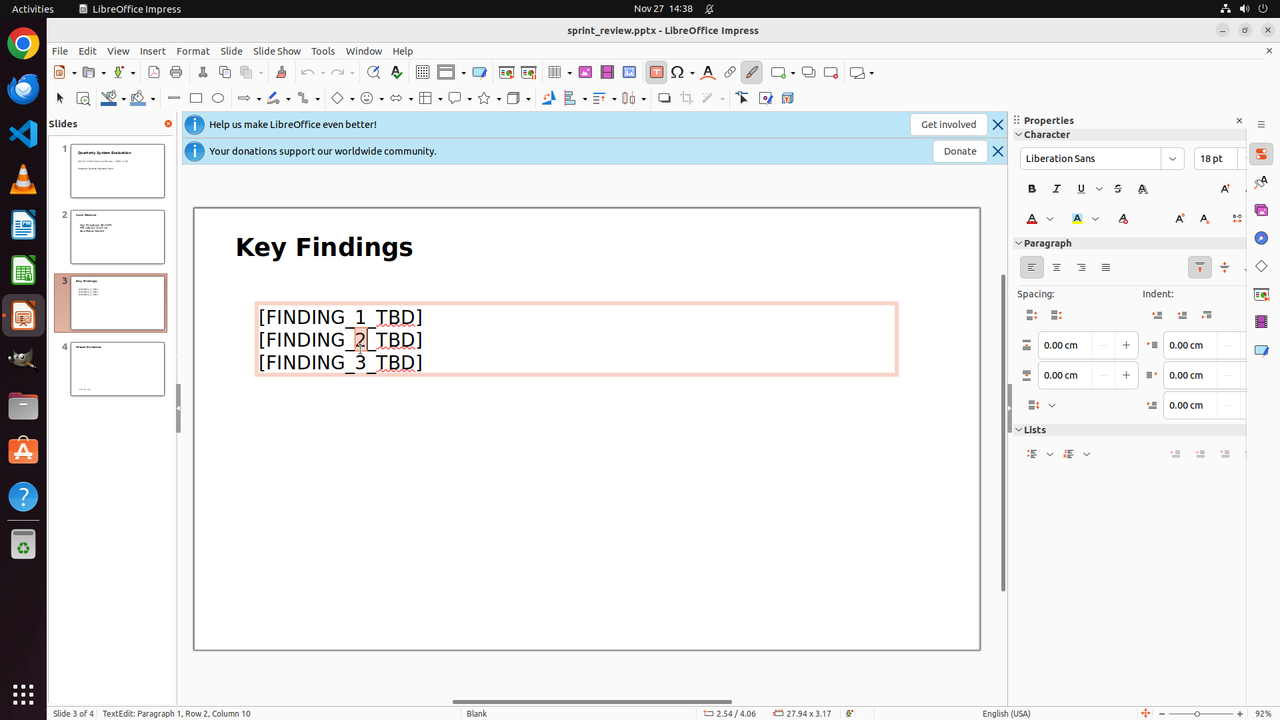 Activities
LibreOffice Impress
Nov 27 14:38
sprint_review.pptx - LibreOffice Impress
File Edit View Insert Format Slide Slide Show Tools Window Help
Slides
Help us make LibreOffice even better!
Get involved
Your donations support our worldwide community.
Donate
1
2
3
4
Key Findings
[FINDING_1_TBD]
[FINDING_2_TBD]
[FINDING_3_TBD]
Properties
Character
Liberation Sans
18 pt
Paragraph
Spacing:
Indent:
0.00 cm
0.00 cm
0.00 cm
0.00 cm
0.00 cm
Lists
Slide 3 of 4
TextEdit: Paragraph 1, Row 2, Column 10
Blank
2.54 / 4.06
27.94 x 3.17
English (USA)
92%